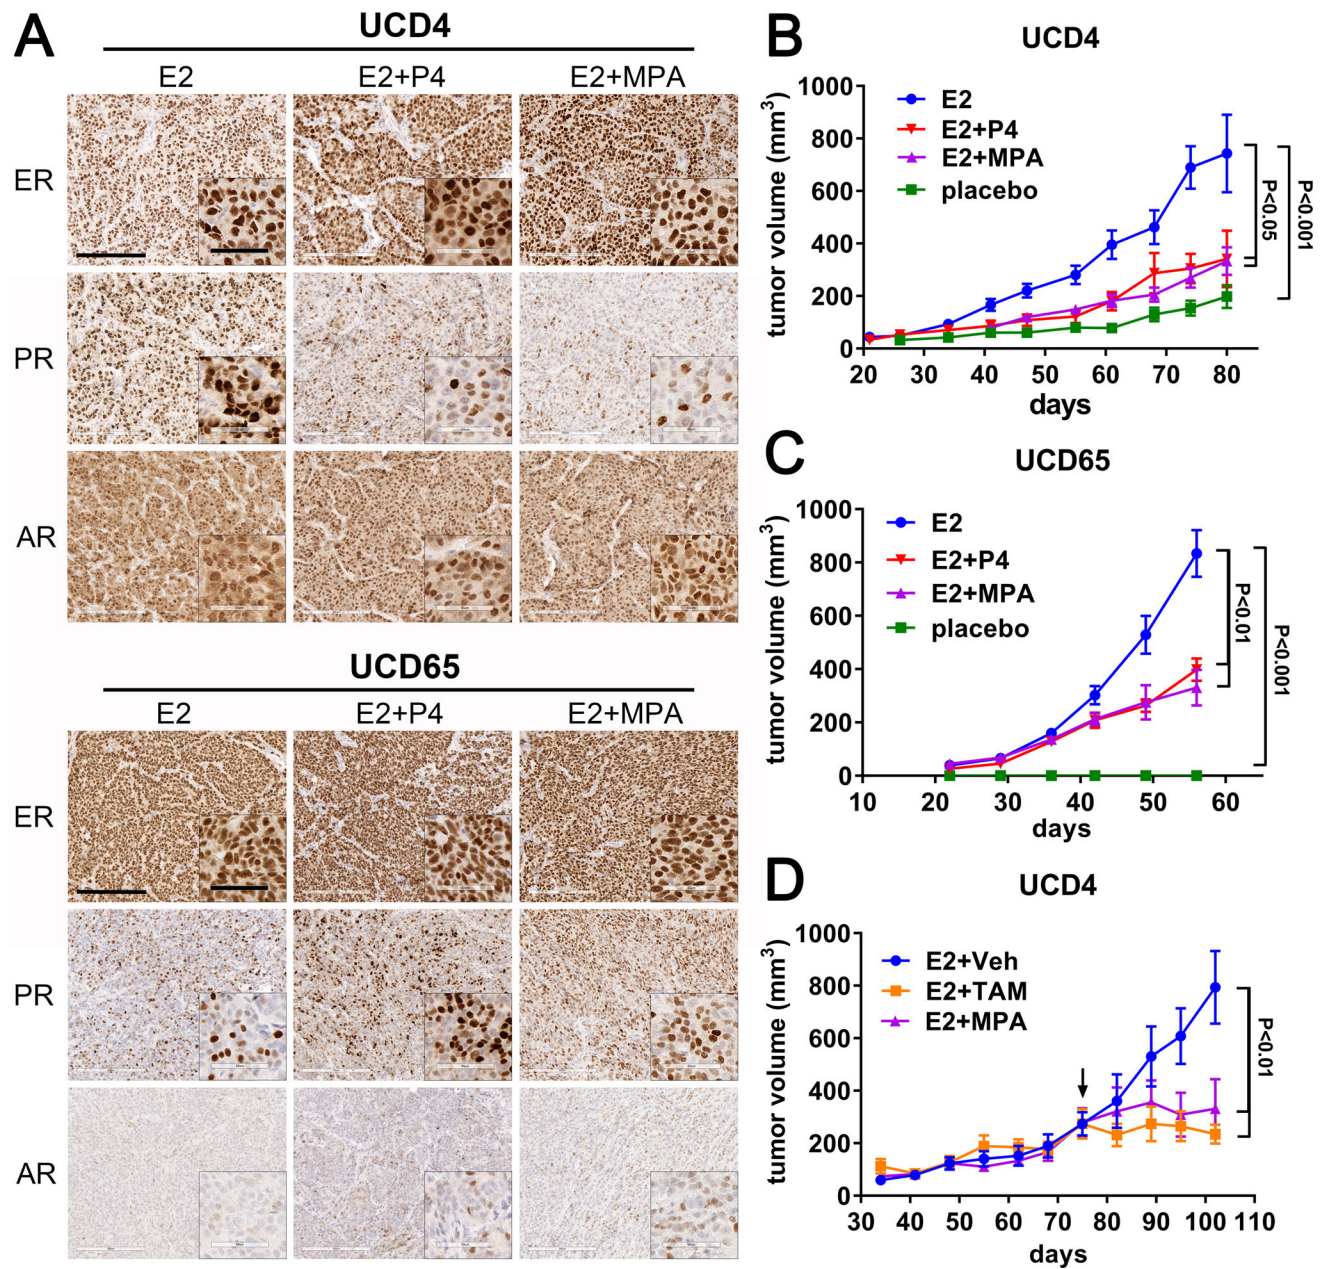 A
UCD4
E2
E2+P4
E2+MPA
ER
PR
AR
UCD65
E2
E2+P4
E2+MPA
ER
PR
AR
B
UCD4
tumor volume (mm³)
1000
800
600
400
200
0
E2
E2+P4
E2+MPA
placebo
P<0.05
P<0.001
20 30 40 50 60 70 80
days
C
UCD65
tumor volume (mm³)
1000
800
600
400
200
0
E2
E2+P4
E2+MPA
placebo
P<0.01
P<0.001
10 20 30 40 50 60
days
D
UCD4
tumor volume (mm³)
1000
800
600
400
200
0
E2+Veh
E2+TAM
E2+MPA
P<0.01
30 40 50 60 70 80 90 100 110
days